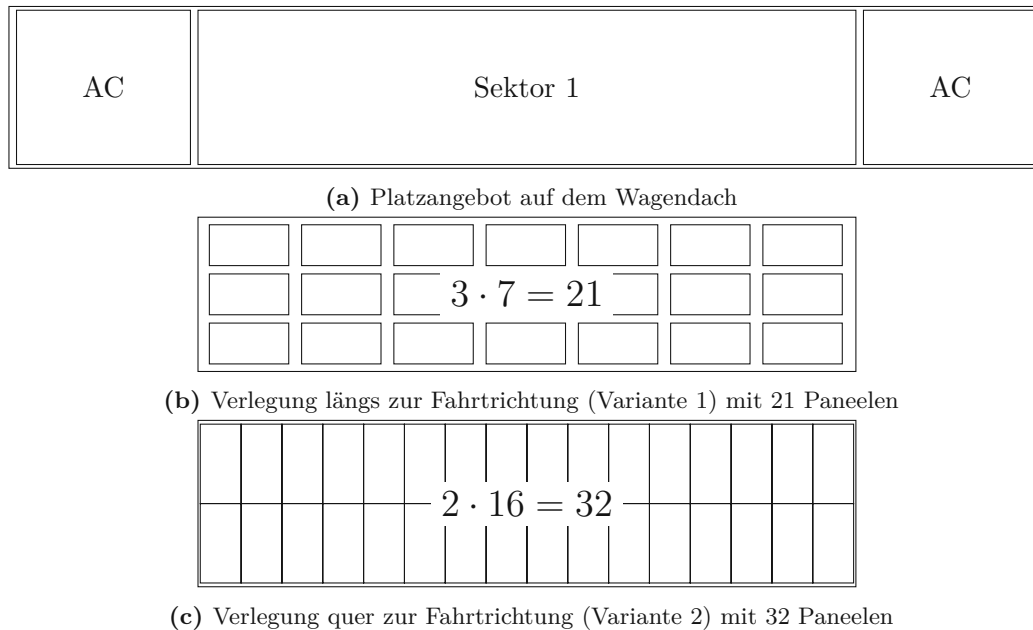 AC Sektor 1 AC
(a) Platzangebot auf dem Wagendach
3 · 7 = 21
(b) Verlegung längs zur Fahrtrichtung (Variante 1) mit 21 Paneelen
2 · 16 = 32
(c) Verlegung quer zur Fahrtrichtung (Variante 2) mit 32 Paneelen